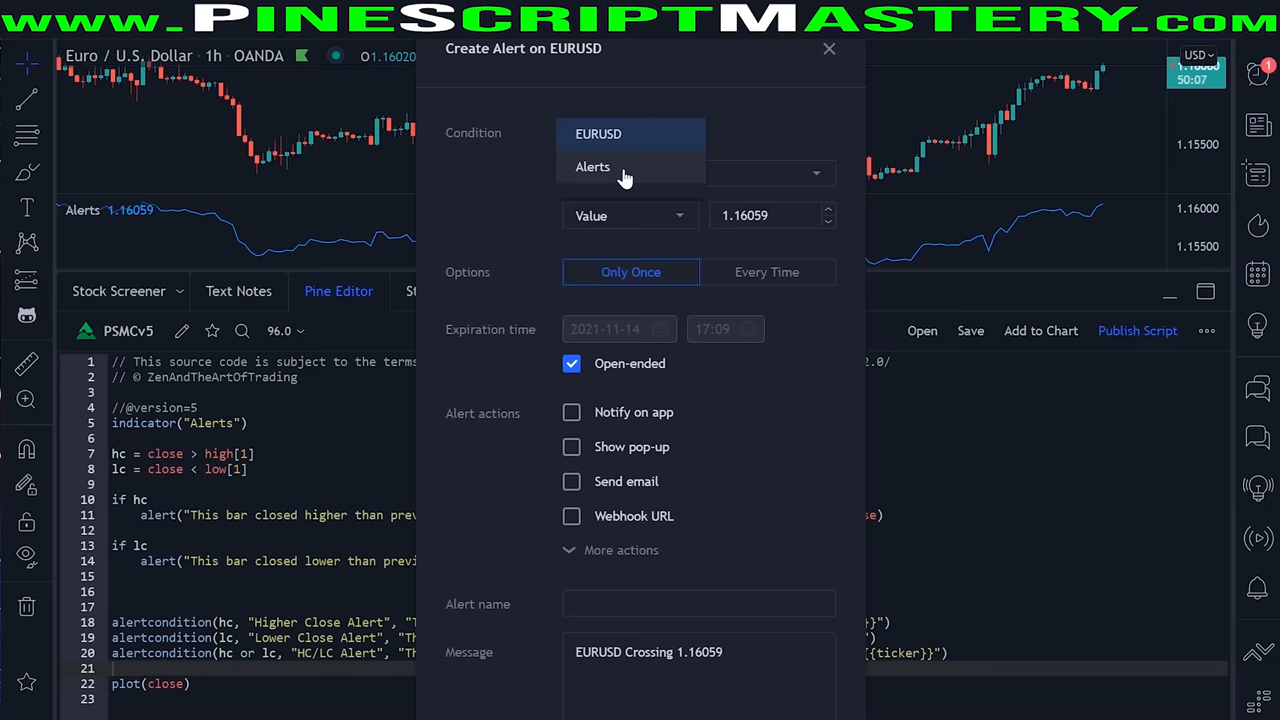 www.PineScriptMastery.com
Euro / U.S. Dollar · 1h · OANDA
O1.16020
Create Alert on EURUSD
USD
50:07
1
Condition
EURUSD
Alerts
1.15500
Alerts 1.16059
Value
1.16059
1.16000
1.15500
Options
Only Once
Every Time
Stock Screener
Text Notes
Pine Editor
Expiration time
2021-11-14
17:09
PSMCv5
96.0
Open
Save
Add to Chart
Publish Script
Open-ended
Alert actions
Notify on app
Show pop-up
Send email
Webhook URL
More actions
Alert name
Message
EURUSD Crossing 1.16059
1 // This source code is subject to the terms
2.0/
2 // © ZenAndTheArtOfTrading
3
4 //@version=5
5 indicator("Alerts")
6
7 hc = close > high[1]
8 lc = close < low[1]
9
10 if hc
11 alert("This bar closed higher than prev
se)
12
13 if lc
14 alert("This bar closed lower than previ
15
16
17
18 alertcondition(hc, "Higher Close Alert", "T
}}")
19 alertcondition(lc, "Lower Close Alert", "Th
")
20 alertcondition(hc or lc, "HC/LC Alert", "Th
{{ticker}}")
21
22 plot(close)
23